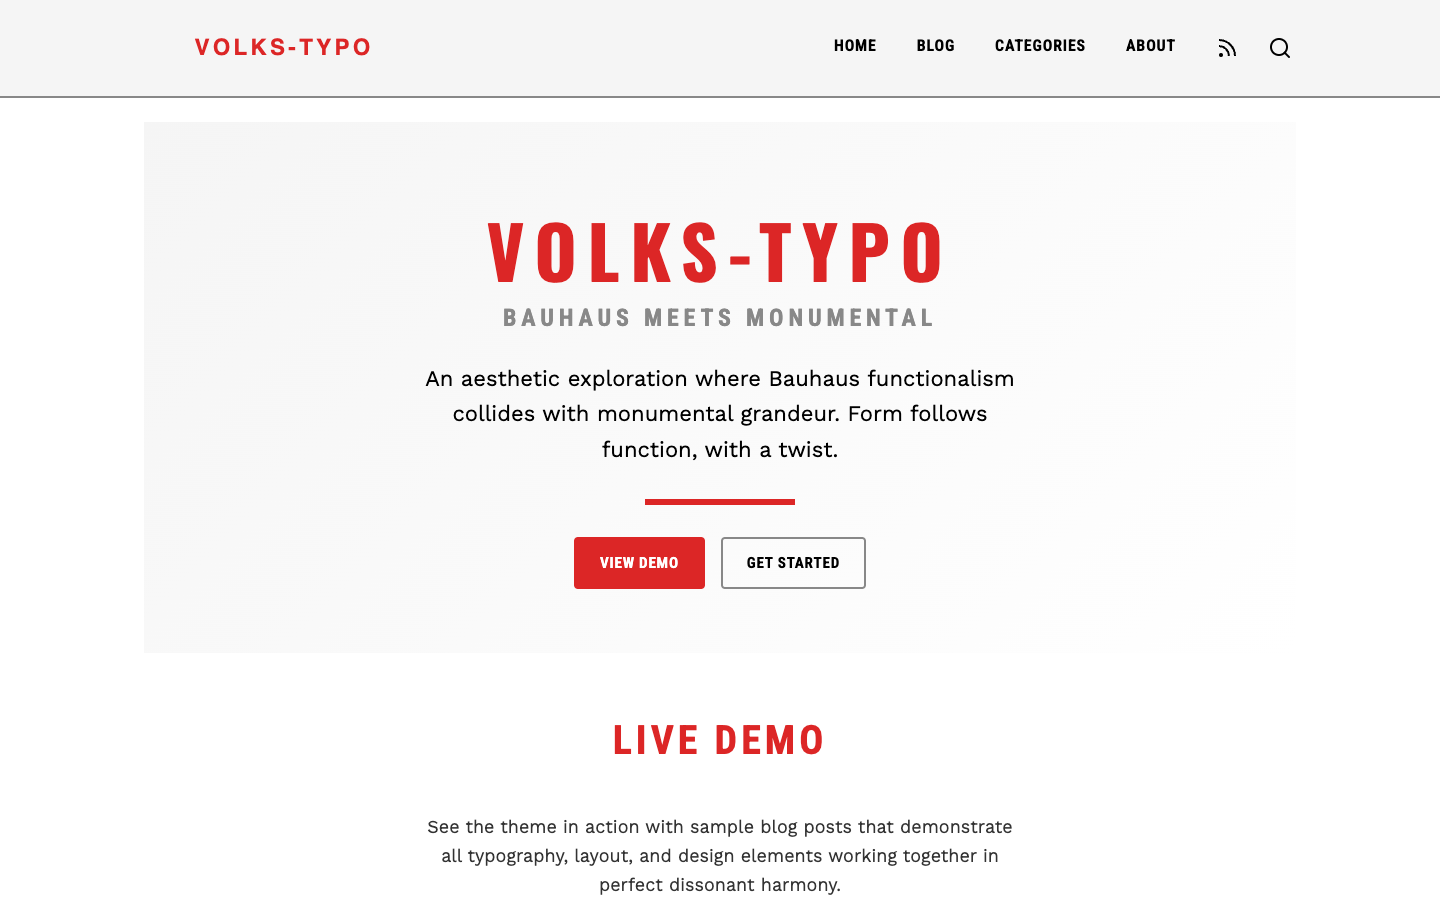 VOLKS-TYPO
HOME BLOG CATEGORIES ABOUT
VOLKS-TYPO
BAUHAUS MEETS MONUMENTAL
An aesthetic exploration where Bauhaus functionalism
collides with monumental grandeur. Form follows
function, with a twist.
VIEW DEMO GET STARTED
LIVE DEMO
See the theme in action with sample blog posts that demonstrate
all typography, layout, and design elements working together in
perfect dissonant harmony.